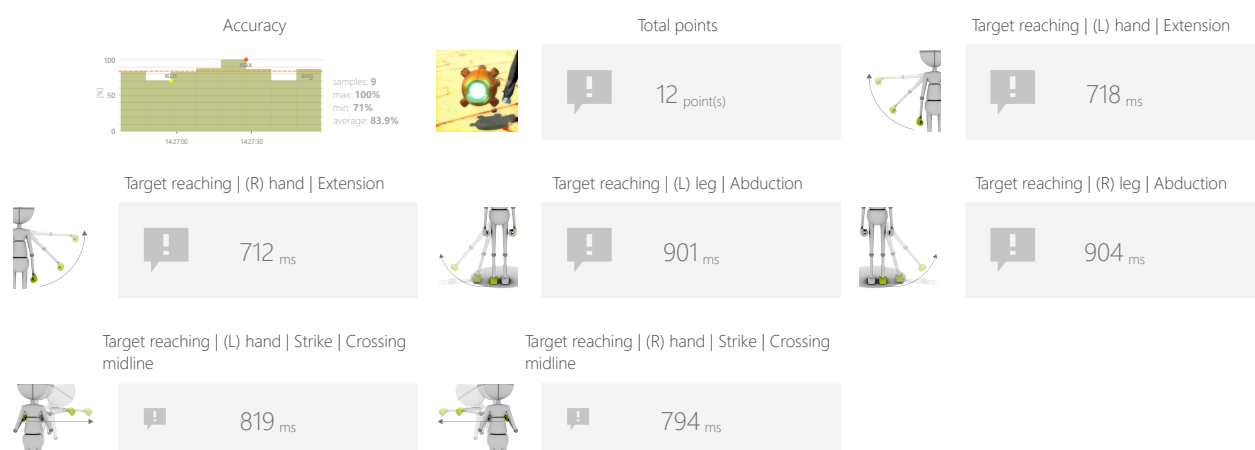 Accuracy
Total points
Target reaching | (L) hand | Extension
100
50
0
(%)
min
max
avg
samples: 9
max: 100%
min: 71%
average: 83.9%
14:27:00
14:27:30
12 point(s)
718 ms
Target reaching | (R) hand | Extension
Target reaching | (L) leg | Abduction
Target reaching | (R) leg | Abduction
712 ms
901 ms
904 ms
Target reaching | (L) hand | Strike | Crossing
midline
Target reaching | (R) hand | Strike | Crossing
midline
819 ms
794 ms